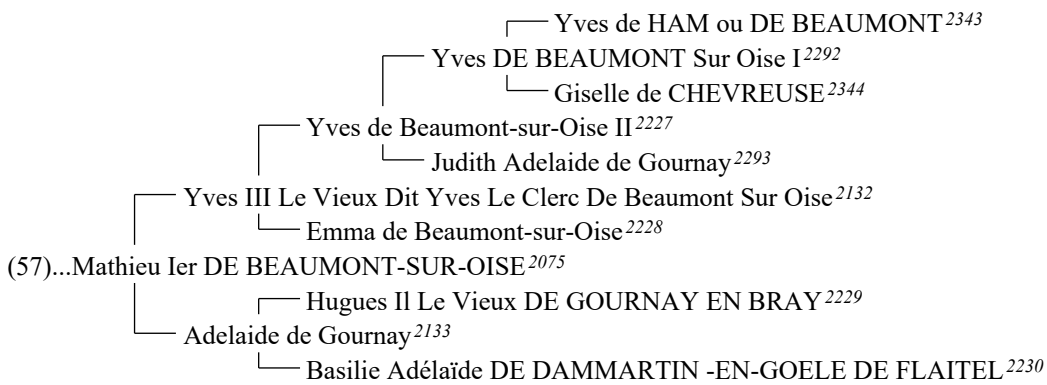 Yves de HAM ou DE BEAUMONT2343
Yves DE BEAUMONT Sur Oise I2292
Giselle de CHEVREUSE2344
Yves de Beaumont-sur-Oise II2227
Judith Adelaide de Gournay2293
Yves III Le Vieux Dit Yves Le Clerc De Beaumont Sur Oise2132
Emma de Beaumont-sur-Oise2228
(57)...Mathieu Ier DE BEAUMONT-SUR-OISE2075
Hugues Il Le Vieux DE GOURNAY EN BRAY2229
Adelaide de Gournay2133
Basilie Adélaïde DE DAMMARTIN -EN-GOELE DE FLAITEL2230